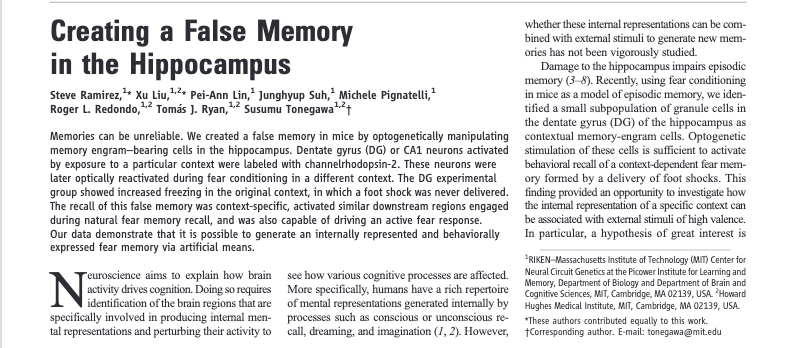 Creating a False Memory
in the Hippocampus
Steve Ramirez,1* Xu Liu,1,2* Pei-Ann Lin,1 Junghyup Suh,1 Michele Pignatelli,1
Roger L. Redondo,1,2 Tomás J. Ryan,1,2 Susumu Tonegawa1,2†
Memories can be unreliable. We created a false memory in mice by optogenetically manipulating
memory engram–bearing cells in the hippocampus. Dentate gyrus (DG) or CA1 neurons activated
by exposure to a particular context were labeled with channelrhodopsin-2. These neurons were
later optically reactivated during fear conditioning in a different context. The DG experimental
group showed increased freezing in the original context, in which a foot shock was never delivered.
The recall of this false memory was context-specific, activated similar downstream regions engaged
during natural fear memory recall, and was also capable of driving an active fear response.
Our data demonstrate that it is possible to generate an internally represented and behaviorally
expressed fear memory via artificial means.
Neuroscience aims to explain how brain
activity drives cognition. Doing so requires
identification of the brain regions that are
specifically involved in producing internal men-
tal representations and perturbing their activity to
see how various cognitive processes are affected.
More specifically, humans have a rich repertoire
of mental representations generated internally by
processes such as conscious or unconscious re-
call, dreaming, and imagination (1, 2). However,
whether these internal representations can be com-
bined with external stimuli to generate new mem-
ories has not been vigorously studied.
Damage to the hippocampus impairs episodic
memory (3–8). Recently, using fear conditioning
in mice as a model of episodic memory, we iden-
tified a small subpopulation of granule cells in
the dentate gyrus (DG) of the hippocampus as
contextual memory-engram cells. Optogenetic
stimulation of these cells is sufficient to activate
behavioral recall of a context-dependent fear mem-
ory formed by a delivery of foot shocks. This
finding provided an opportunity to investigate how
the internal representation of a specific context can
be associated with external stimuli of high valence.
In particular, a hypothesis of great interest is
1RIKEN–Massachusetts Institute of Technology (MIT) Center for
Neural Circuit Genetics at the Picower Institute for Learning and
Memory, Department of Biology and Department of Brain and
Cognitive Sciences, MIT, Cambridge, MA 02139, USA. 2Howard
Hughes Medical Institute, MIT, Cambridge, MA 02139, USA.
*These authors contributed equally to this work.
†Corresponding author. E-mail: tonegawa@mit.edu